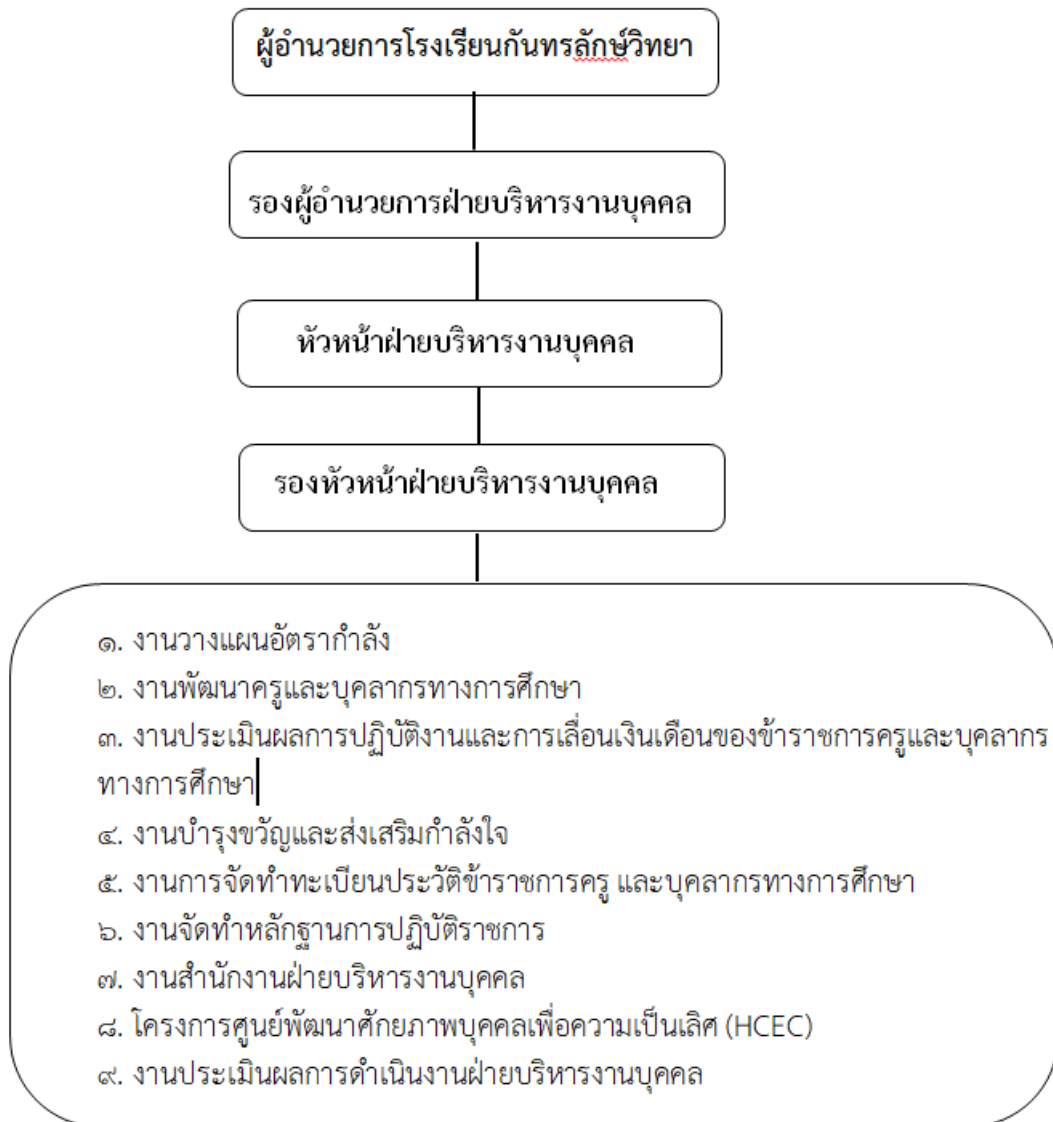 ผู้อำนวยการโรงเรียนกันทรลักษ์วิทยา
รองผู้อำนวยการฝ่ายบริหารงานบุคคล
หัวหน้าฝ่ายบริหารงานบุคคล
รองหัวหน้าฝ่ายบริหารงานบุคคล
๑. งานวางแผนอัตรากำลัง
๒. งานพัฒนาครูและบุคลากรทางการศึกษา
๓. งานประเมินผลการปฏิบัติงานและการเลื่อนเงินเดือนของข้าราชการครูและบุคลากร
ทางการศึกษา
๔. งานบำรุงขวัญและส่งเสริมกำลังใจ
๕. งานการจัดทำทะเบียนประวัติข้าราชการครู และบุคลากรทางการศึกษา
๖. งานจัดทำหลักฐานการปฏิบัติราชการ
๗. งานสำนักงานฝ่ายบริหารงานบุคคล
๘. โครงการศูนย์พัฒนาศักยภาพบุคคลเพื่อความเป็นเลิศ (HCEC)
๙. งานประเมินผลการดำเนินงานฝ่ายบริหารงานบุคคล